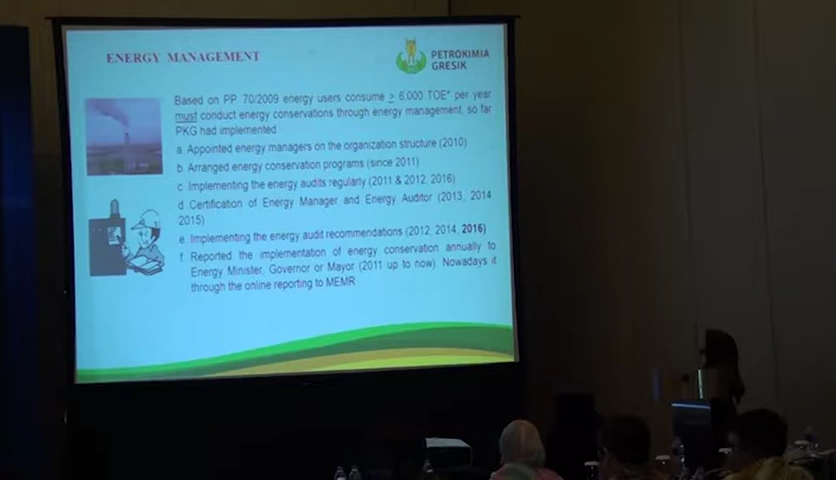 ENERGY MANAGEMENT
PETROKIMIA
GRESIK
Based on PP 70/2009 energy users consume ≥ 6.000 TOE* per year
must conduct energy conservations through energy management, so far
PKG had implemented
a. Appointed energy managers on the organization structure (2010)
b. Arranged energy conservation programs (since 2011)
c. Implementing the energy audits regularly (2011 & 2012, 2016)
d. Certification of Energy Manager and Energy Auditor (2013, 2014
2015)
e. Implementing the energy audit recommendations (2012, 2014, 2016)
f. Reported the implementation of energy conservation annually to
Energy Minister, Governor or Mayor (2011 up to now). Nowadays it
through the online reporting to MEMR